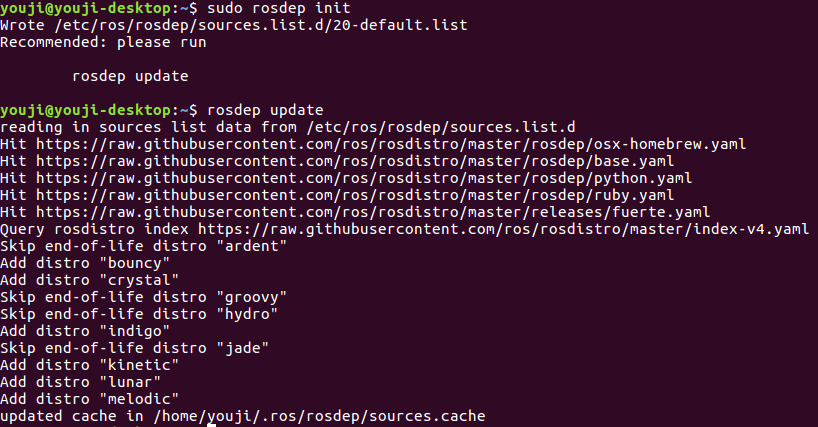 youji@youji-desktop:~$ sudo rosdep init
Wrote /etc/ros/rosdep/sources.list.d/20-default.list
Recommended: please run
rosdep update
youji@youji-desktop:~$ rosdep update
reading in sources list data from /etc/ros/rosdep/sources.list.d
Hit https://raw.githubusercontent.com/ros/rosdistro/master/rosdep/osx-homebrew.yaml
Hit https://raw.githubusercontent.com/ros/rosdistro/master/rosdep/base.yaml
Hit https://raw.githubusercontent.com/ros/rosdistro/master/rosdep/python.yaml
Hit https://raw.githubusercontent.com/ros/rosdistro/master/rosdep/ruby.yaml
Hit https://raw.githubusercontent.com/ros/rosdistro/master/releases/fuerte.yaml
Query rosdistro index https://raw.githubusercontent.com/ros/rosdistro/master/index-v4.yaml
Skip end-of-life distro "ardent"
Add distro "bouncy"
Add distro "crystal"
Skip end-of-life distro "groovy"
Skip end-of-life distro "hydro"
Add distro "indigo"
Skip end-of-life distro "jade"
Add distro "kinetic"
Add distro "lunar"
Add distro "melodic"
updated cache in /home/youji/.ros/rosdep/sources.cache